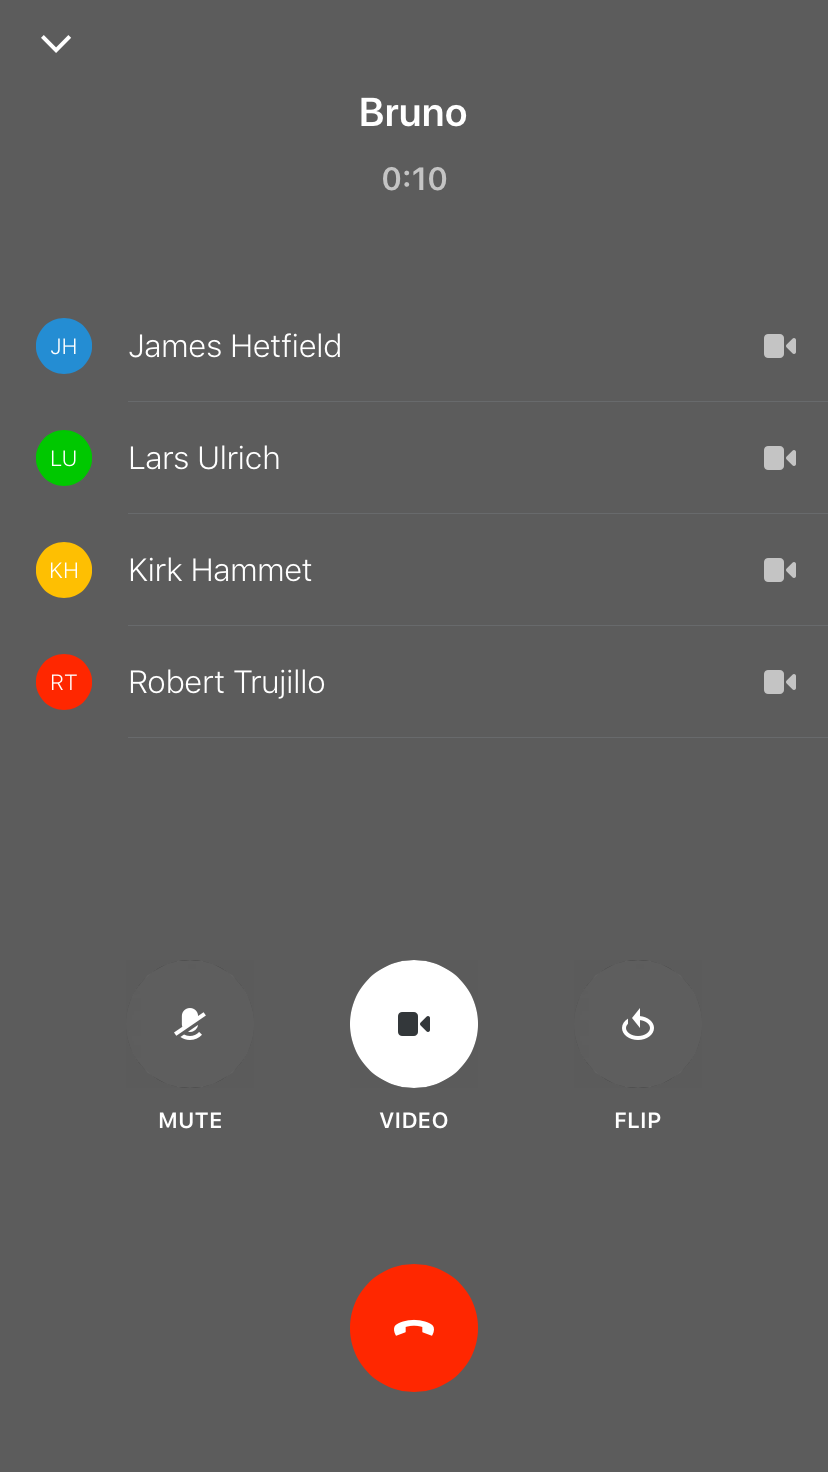 Bruno
0:10
JH James Hetfield
LU Lars Ulrich
KH Kirk Hammet
RT Robert Trujillo
MUTE VIDEO FLIP